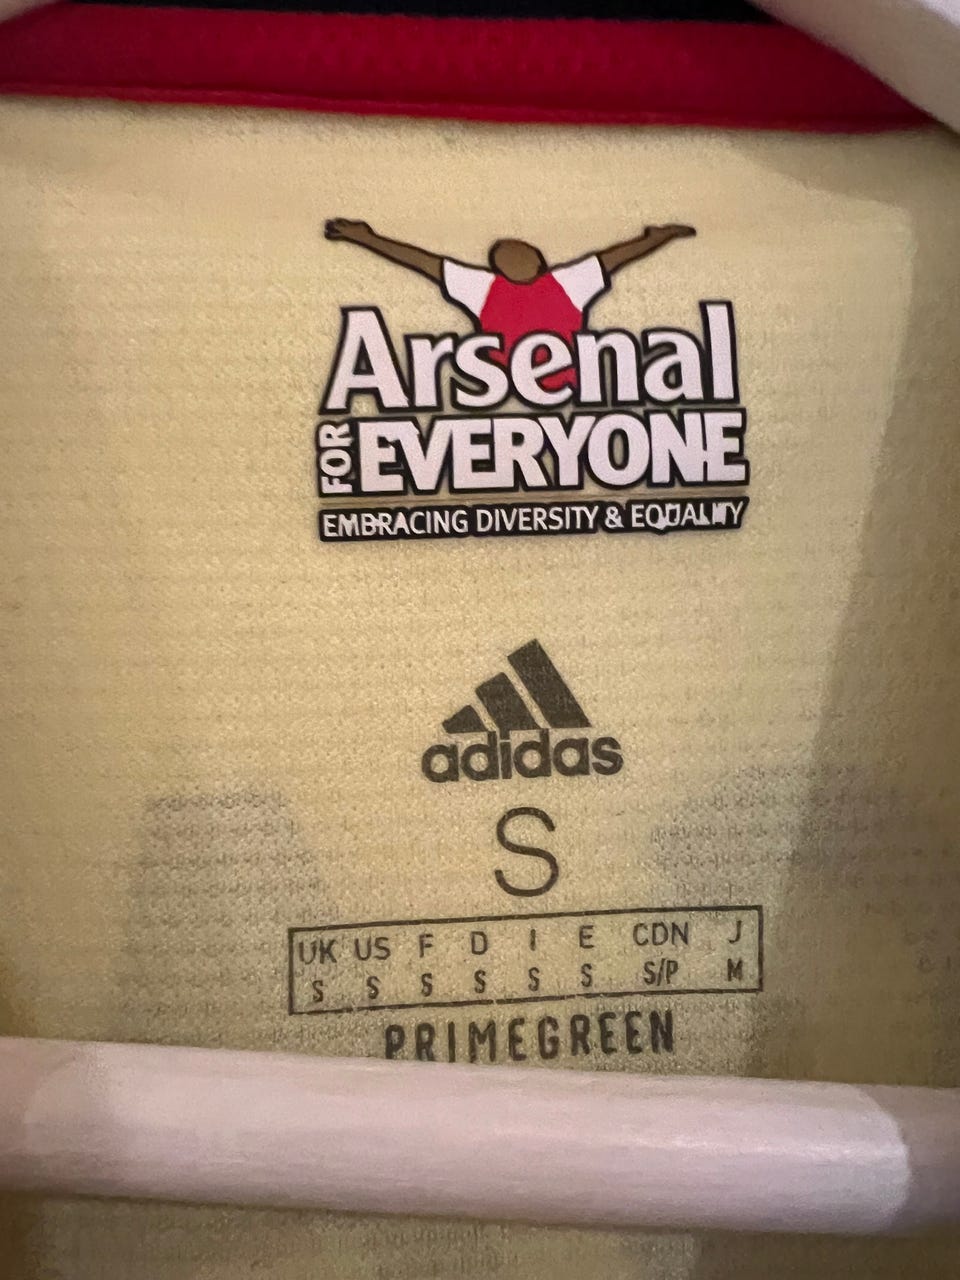 Arsenal
FOR EVERYONE
EMBRACING DIVERSITY & EQUALITY
adidas
S
UK US F D I E CDN J
S S S S S S S/P M
PRIMEGREEN